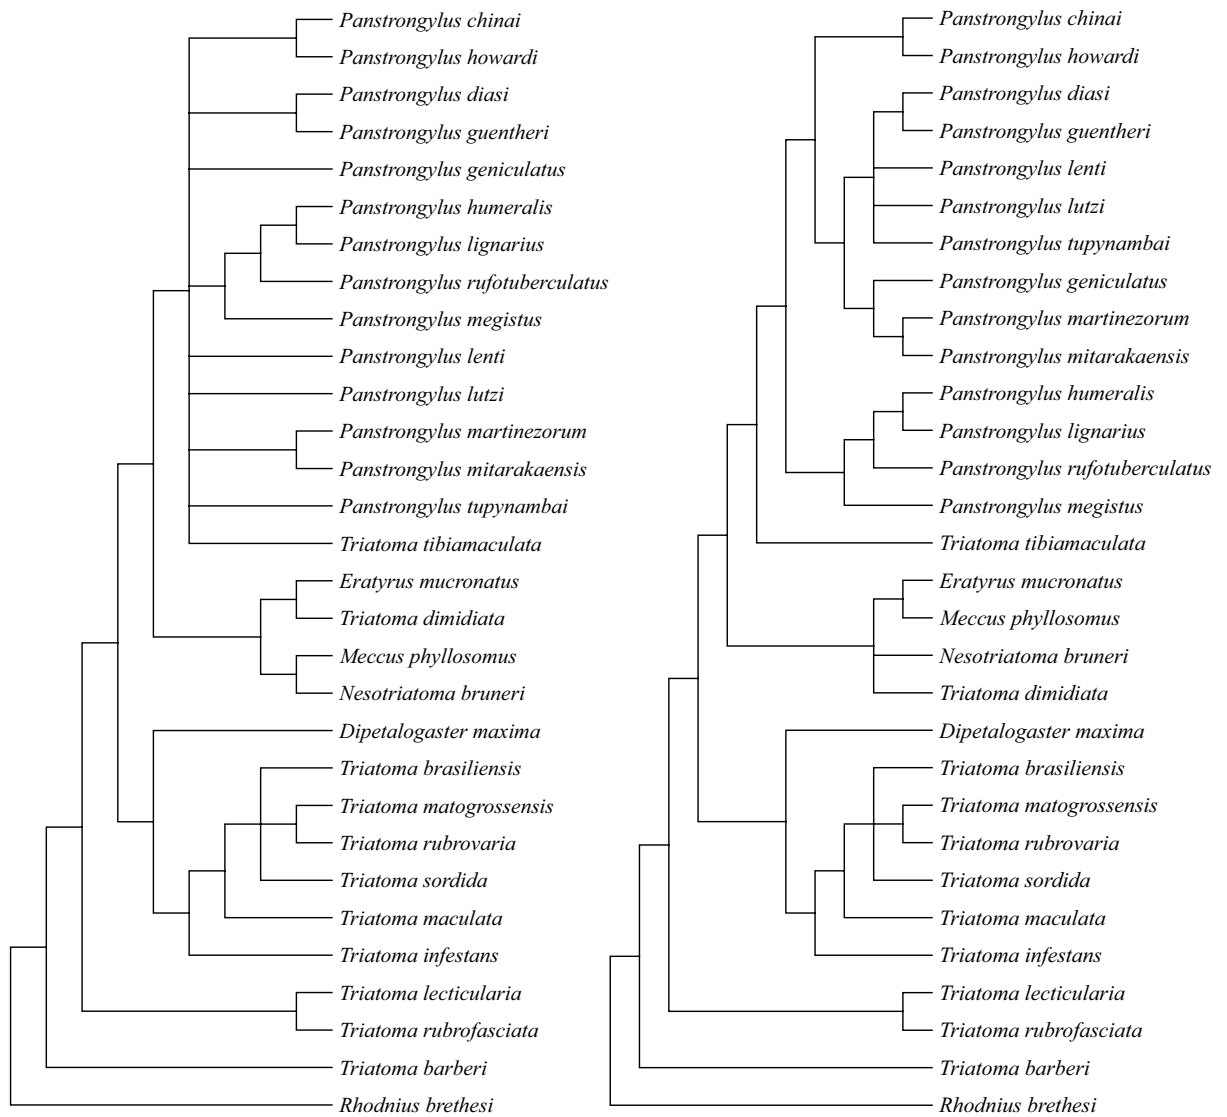 Panstrongylus chinai
Panstrongylus howardi
Panstrongylus diasi
Panstrongylus guentheri
Panstrongylus geniculatus
Panstrongylus humeralis
Panstrongylus lignarius
Panstrongylus rufotuberculatus
Panstrongylus megistus
Panstrongylus lenti
Panstrongylus lutzi
Panstrongylus martinezorum
Panstrongylus mitarakaensis
Panstrongylus tupynambai
Triatoma tibiamaculata
Eratyrus mucronatus
Triatoma dimidiata
Meccus phyllosomus
Nesotriatoma bruneri
Dipetalogaster maxima
Triatoma brasiliensis
Triatoma matogrossensis
Triatoma rubrovaria
Triatoma sordida
Triatoma maculata
Triatoma infestans
Triatoma lecticularia
Triatoma rubrofasciata
Triatoma barberi
Rhodnius brethesi
Panstrongylus chinai
Panstrongylus howardi
Panstrongylus diasi
Panstrongylus guentheri
Panstrongylus lenti
Panstrongylus lutzi
Panstrongylus tupynambai
Panstrongylus geniculatus
Panstrongylus martinezorum
Panstrongylus mitarakaensis
Panstrongylus humeralis
Panstrongylus lignarius
Panstrongylus rufotuberculatus
Panstrongylus megistus
Triatoma tibiamaculata
Eratyrus mucronatus
Meccus phyllosomus
Nesotriatoma bruneri
Triatoma dimidiata
Dipetalogaster maxima
Triatoma brasiliensis
Triatoma matogrossensis
Triatoma rubrovaria
Triatoma sordida
Triatoma maculata
Triatoma infestans
Triatoma lecticularia
Triatoma rubrofasciata
Triatoma barberi
Rhodnius brethesi